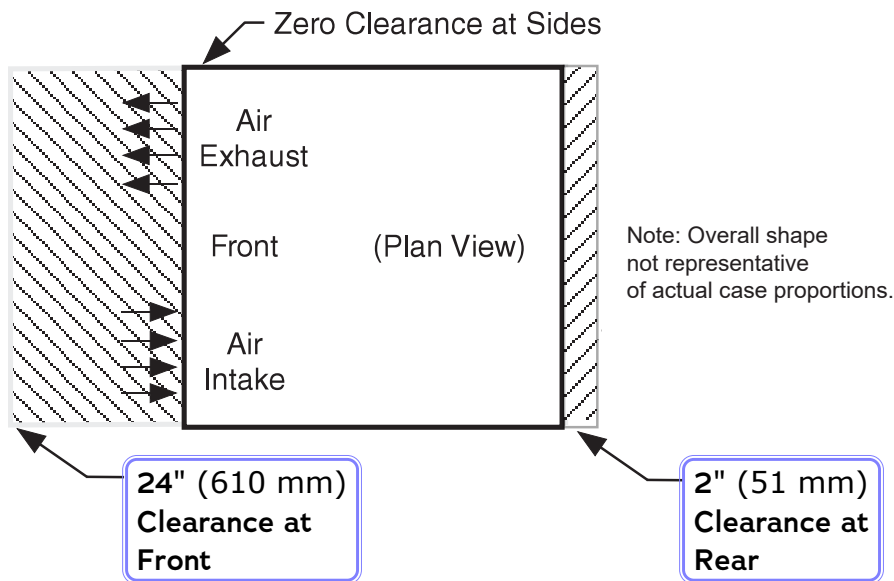 Zero Clearance at Sides
Air
Exhaust
Front
(Plan View)
Note: Overall shape
not representative
of actual case proportions.
Air
Intake
24" (610 mm)
Clearance at
Front
2" (51 mm)
Clearance at
Rear